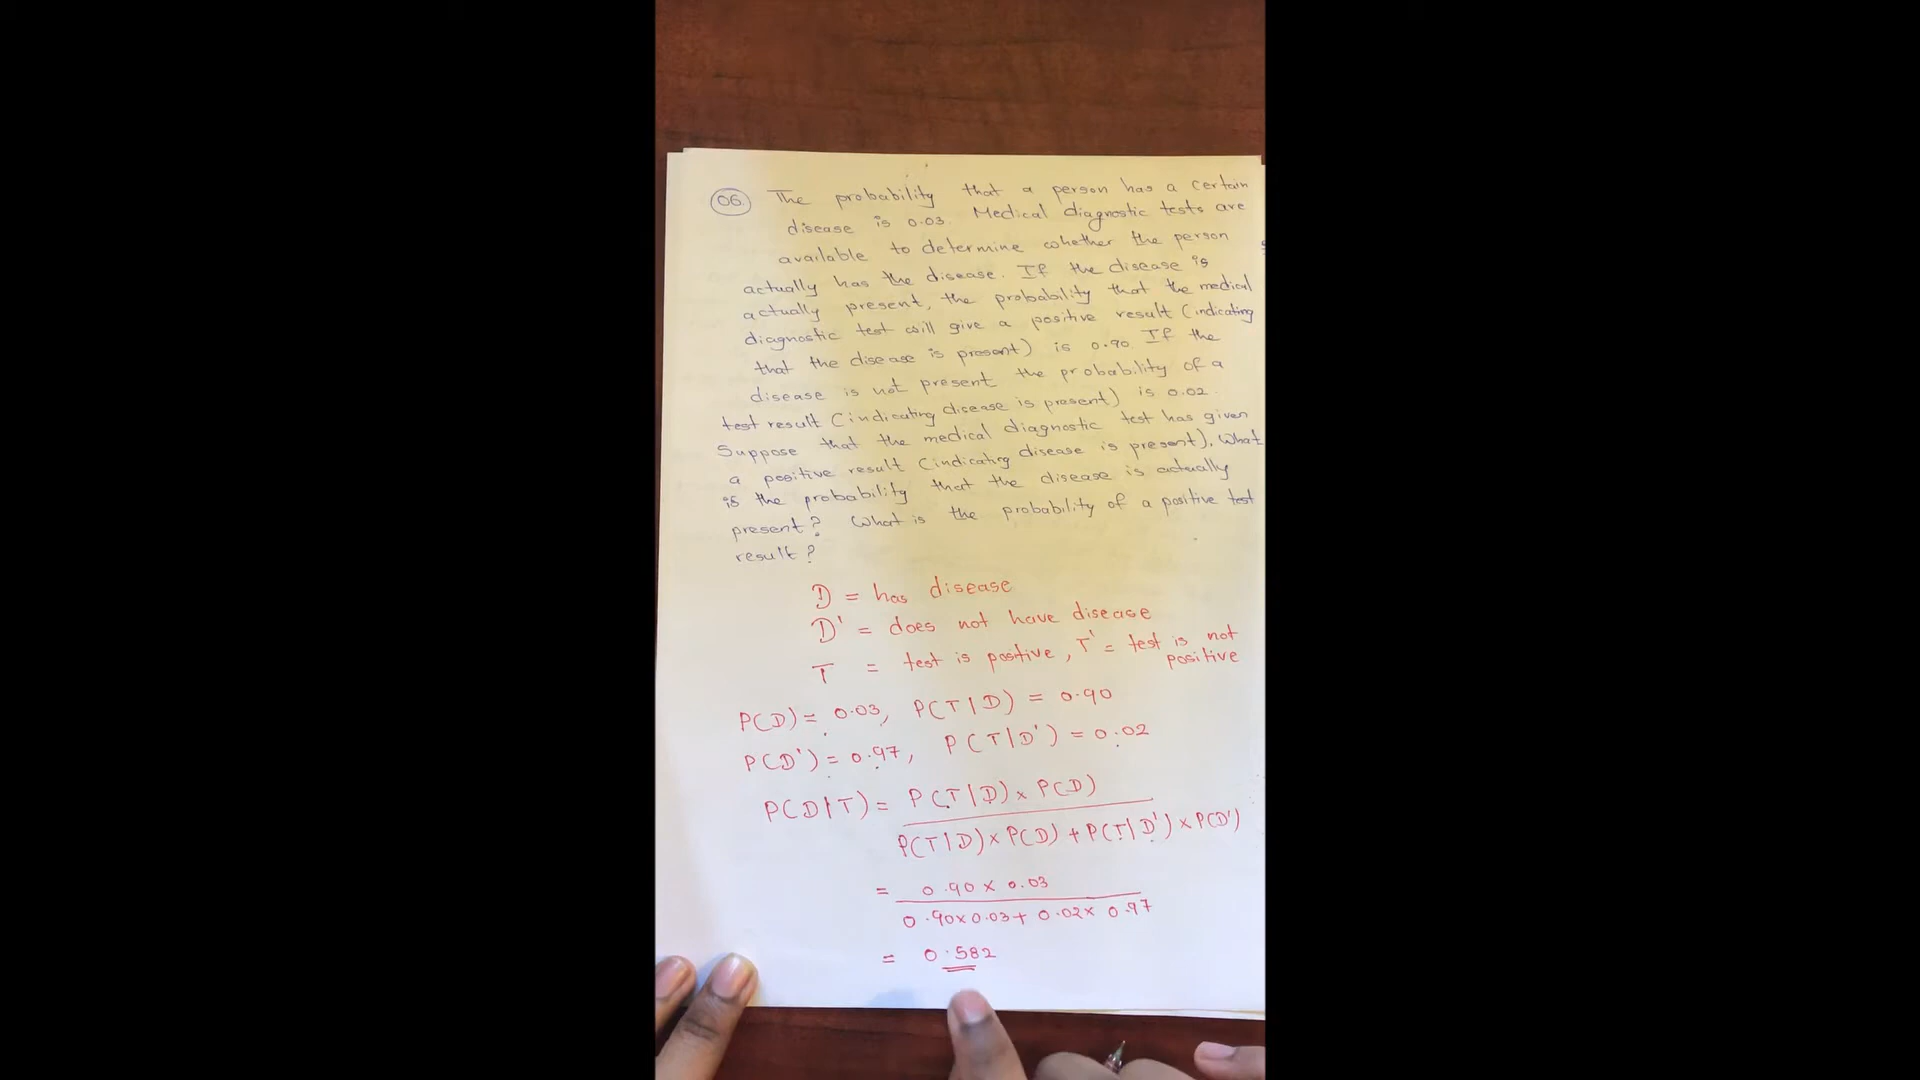 06. The probability that a person has a certain
disease is 0.03. Medical diagnostic tests are
available to determine whether the person
actually has the disease. If the disease is
actually present, the probability that the medical
diagnostic test will give a positive result (indicating
that the disease is present) is 0.90. If the
disease is not present the probability of a
test result (indicating disease is present) is 0.02.
Suppose that the medical diagnostic test has given
a positive result (indicating disease is present). What
is the probability that the disease is actually
present? What is the probability of a positive test
result?
D = has disease
D' = does not have disease
T = test is positive, T' = test is not
positive
P(D) = 0.03, P(T|D) = 0.90
P(D') = 0.97, P(T|D') = 0.02
P(D|T) = P(T|D) × P(D)
P(T|D) × P(D) + P(T|D') × P(D')
= 0.90 × 0.03
0.90 × 0.03 + 0.02 × 0.97
= 0.582